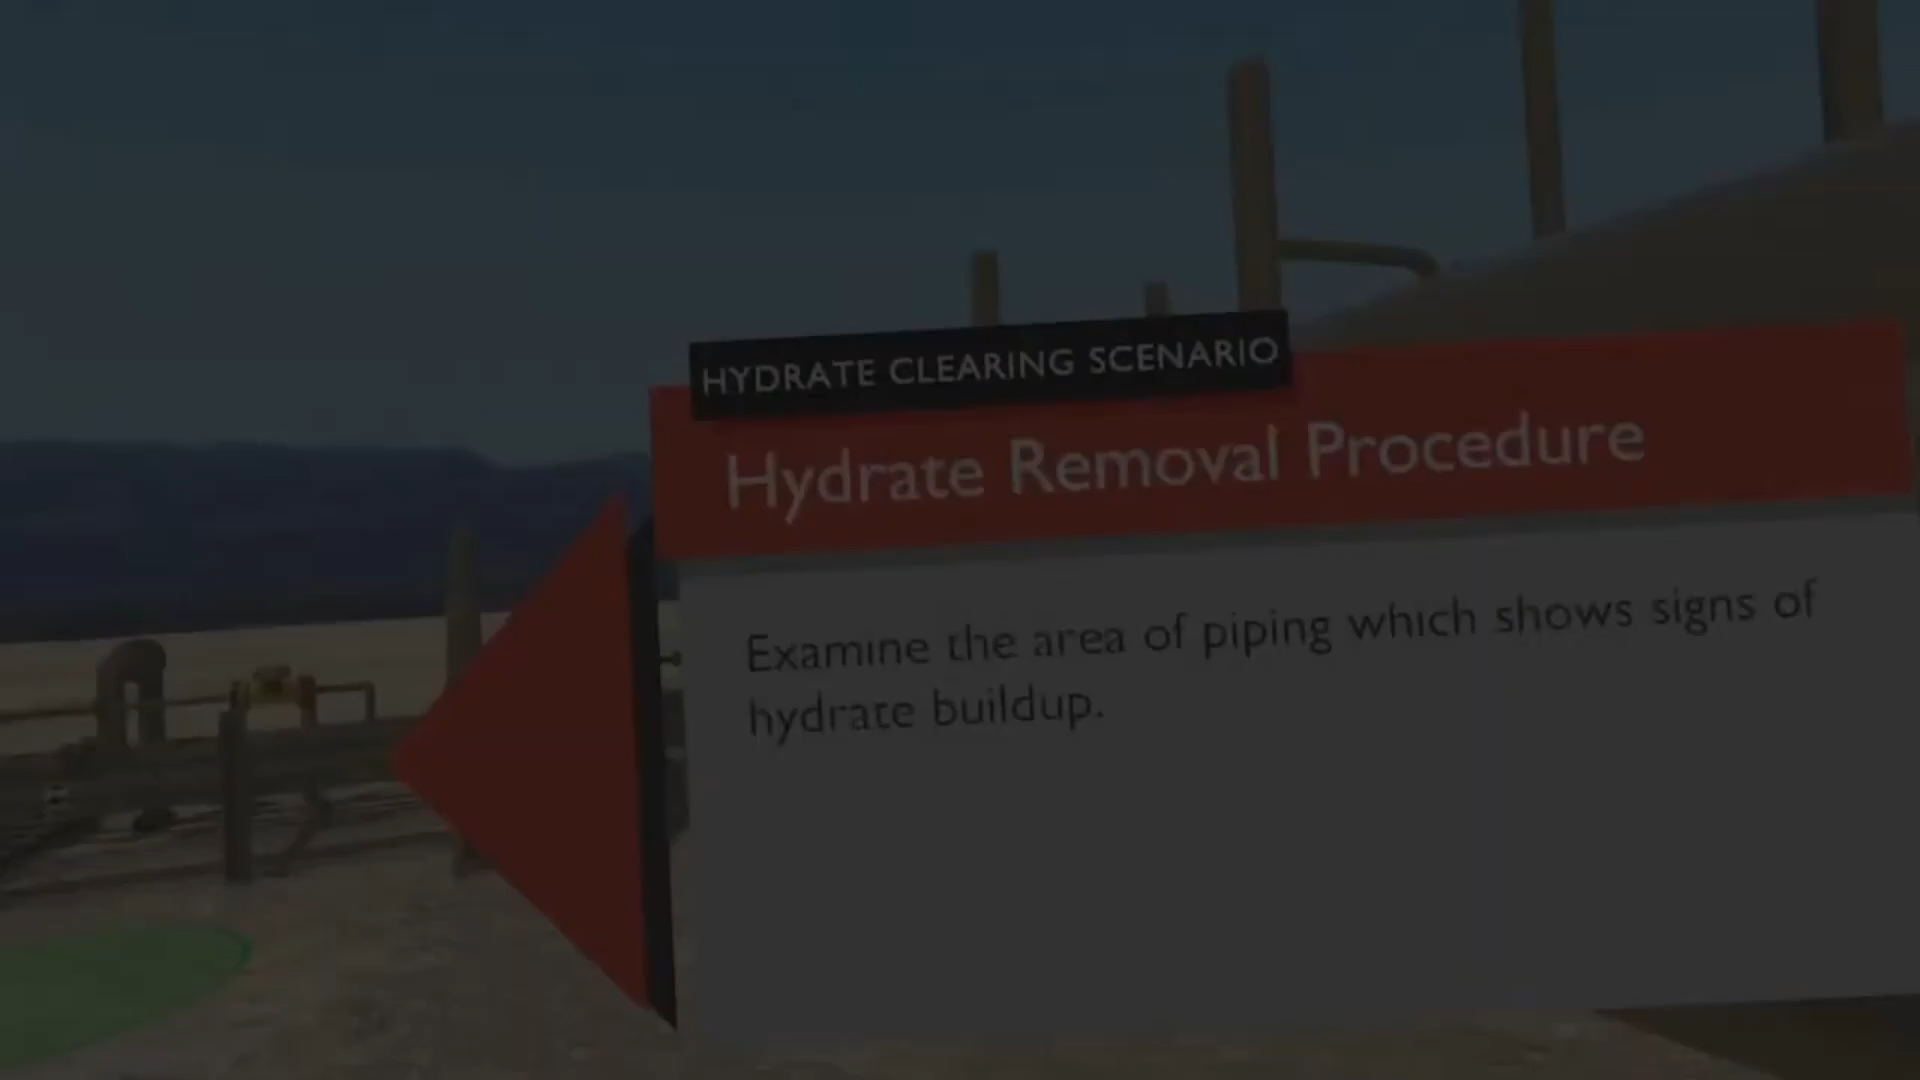 HYDRATE CLEARING SCENARIO
Hydrate Removal Procedure
Examine the area of piping which shows signs of
hydrate buildup.